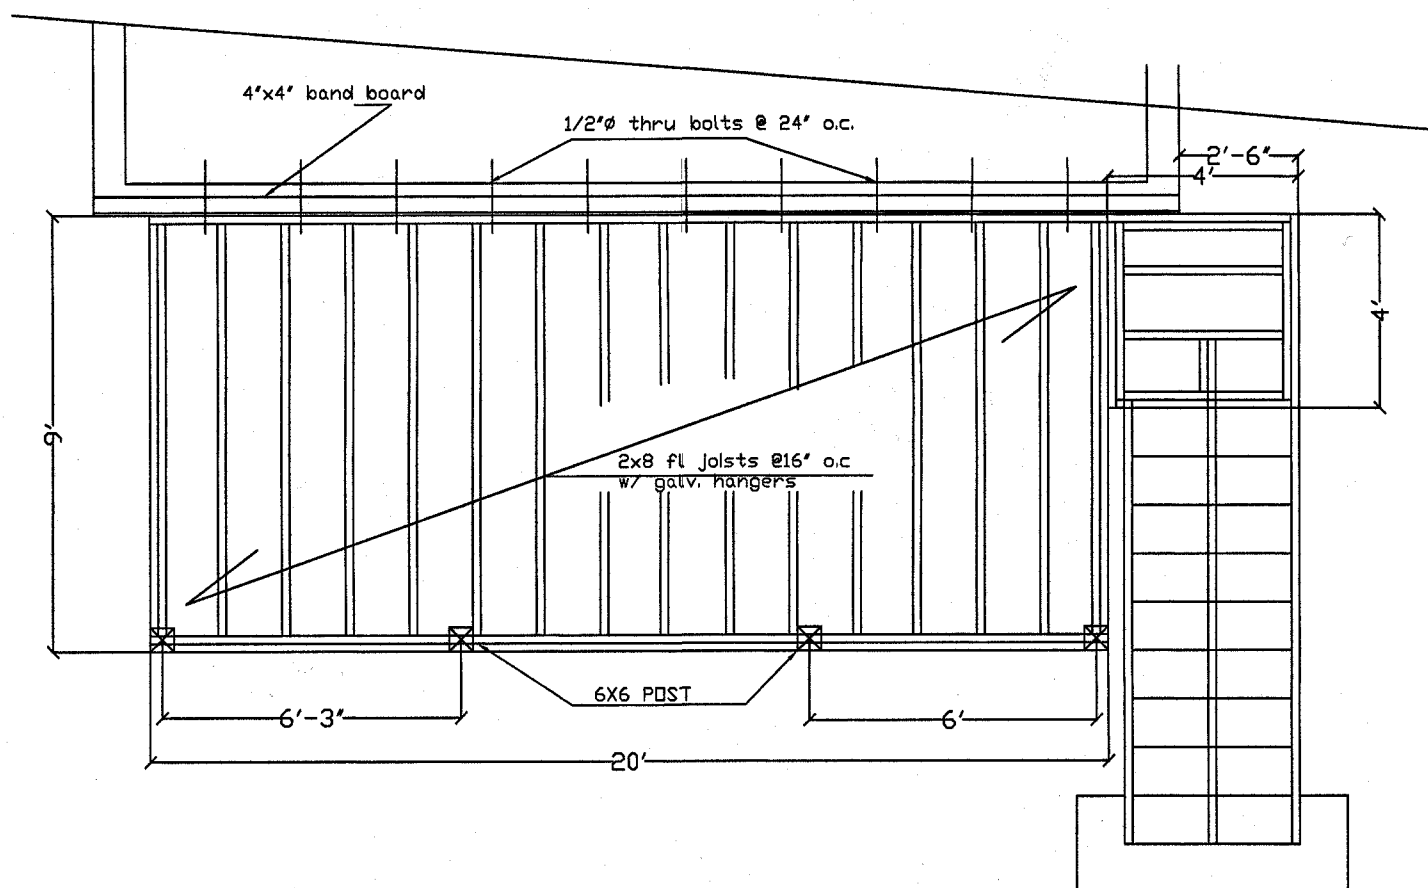 4"x4" band board
1/2"Ø thru bolts @ 24" o.c.
2'-6"
4'
4'
9'
2x8 fl joists @16" o.c
w/ galv. hangers
6X6 POST
6'-3"
6'
20'